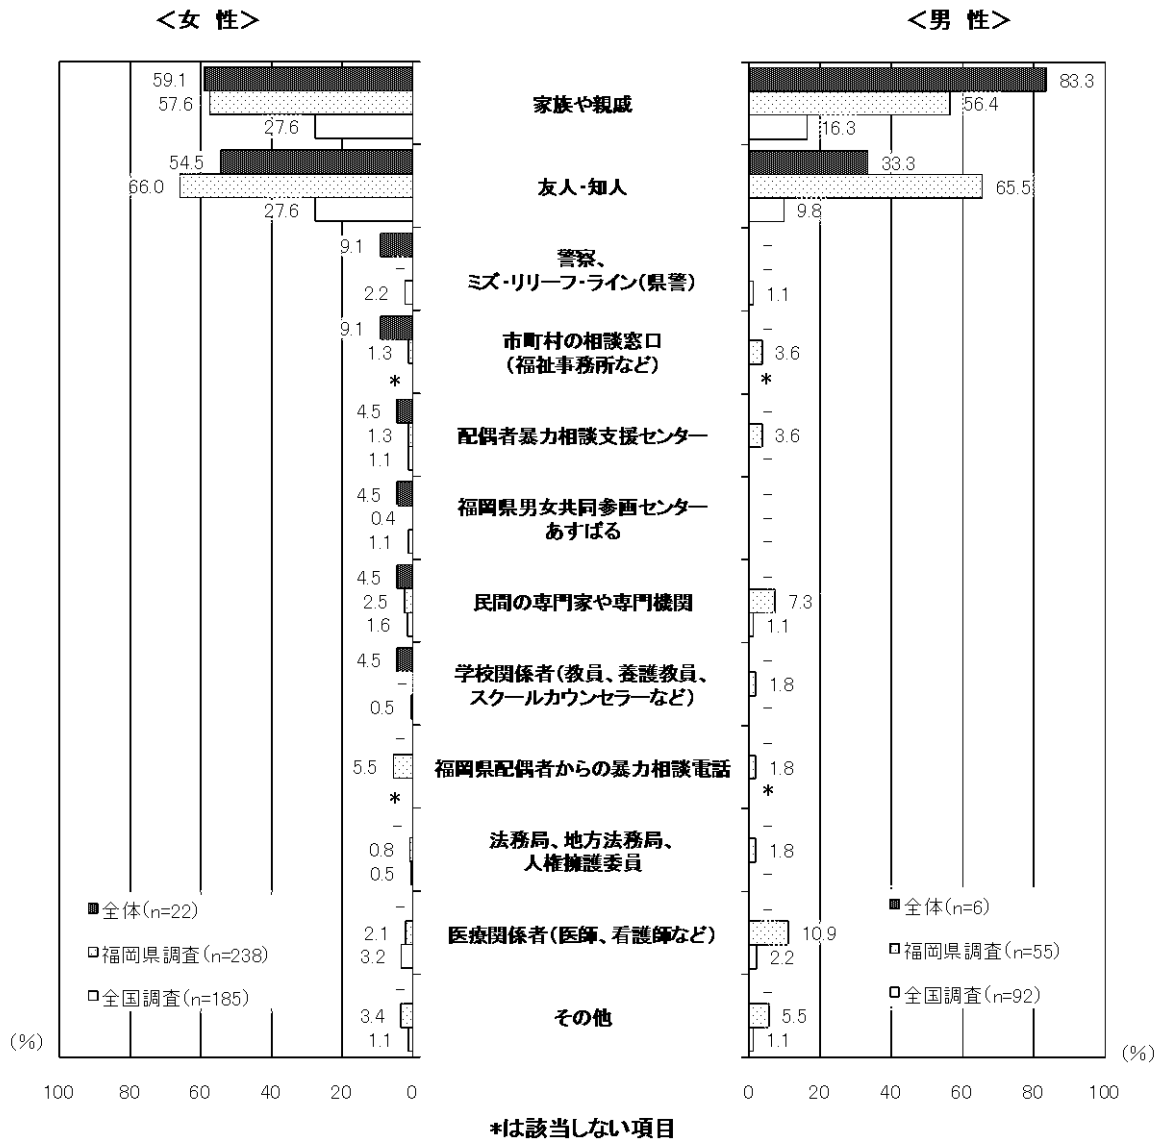 ＜女 性＞
＜男 性＞
59.1
57.6
27.6
家族や親戚
83.3
56.4
16.3
54.5
66.0
27.6
友人・知人
33.3
65.5
9.8
9.1
－
2.2
警察、
ミズ・リリーフ・ライン(県警)
－
－
1.1
9.1
1.3
*
市町村の相談窓口
(福祉事務所など)
－
3.6
*
4.5
1.3
1.1
配偶者暴力相談支援センター
－
3.6
－
4.5
0.4
1.1
福岡県男女共同参画センター
あすばる
－
－
－
4.5
2.5
1.6
民間の専門家や専門機関
－
7.3
1.1
4.5
－
0.5
学校関係者(教員、養護教員、
スクールカウンセラーなど)
－
1.8
－
－
5.5
*
福岡県配偶者からの暴力相談電話
－
1.8
*
－
0.8
0.5
法務局、地方法務局、
人権擁護委員
－
1.8
－
－
2.1
3.2
医療関係者(医師、看護師など)
－
10.9
2.2
－
3.4
1.1
その他
－
5.5
1.1
全体(n=22)
福岡県調査(n=238)
全国調査(n=185)
全体(n=6)
福岡県調査(n=55)
全国調査(n=92)
(%)
(%)
100 80 60 40 20 0
0 20 40 60 80 100
*は該当しない項目